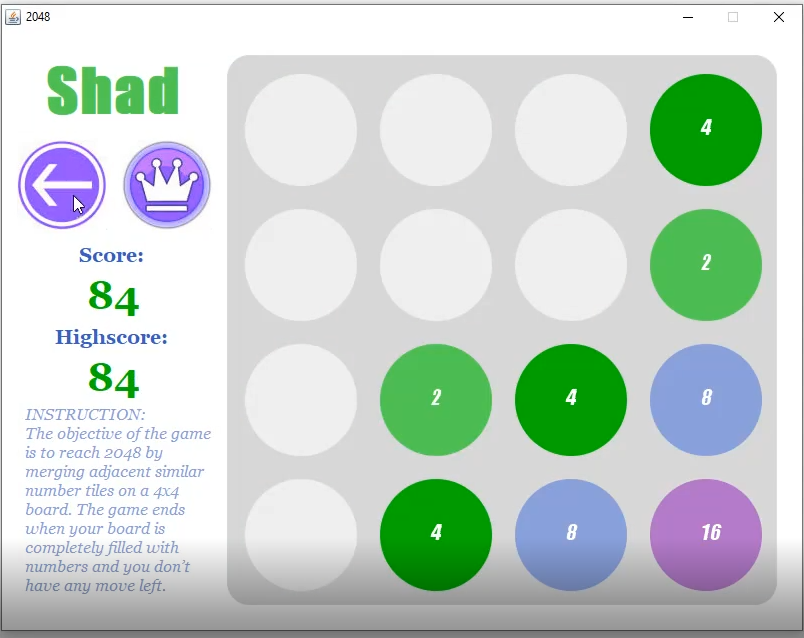 2048
Shad
Score:
84
Highscore:
84
INSTRUCTION:
The objective of the game
is to reach 2048 by
merging adjacent similar
number tiles on a 4x4
board. The game ends
when your board is
completely filled with
numbers and you don't
have any move left.
4
2
2 4 8
4 8 16